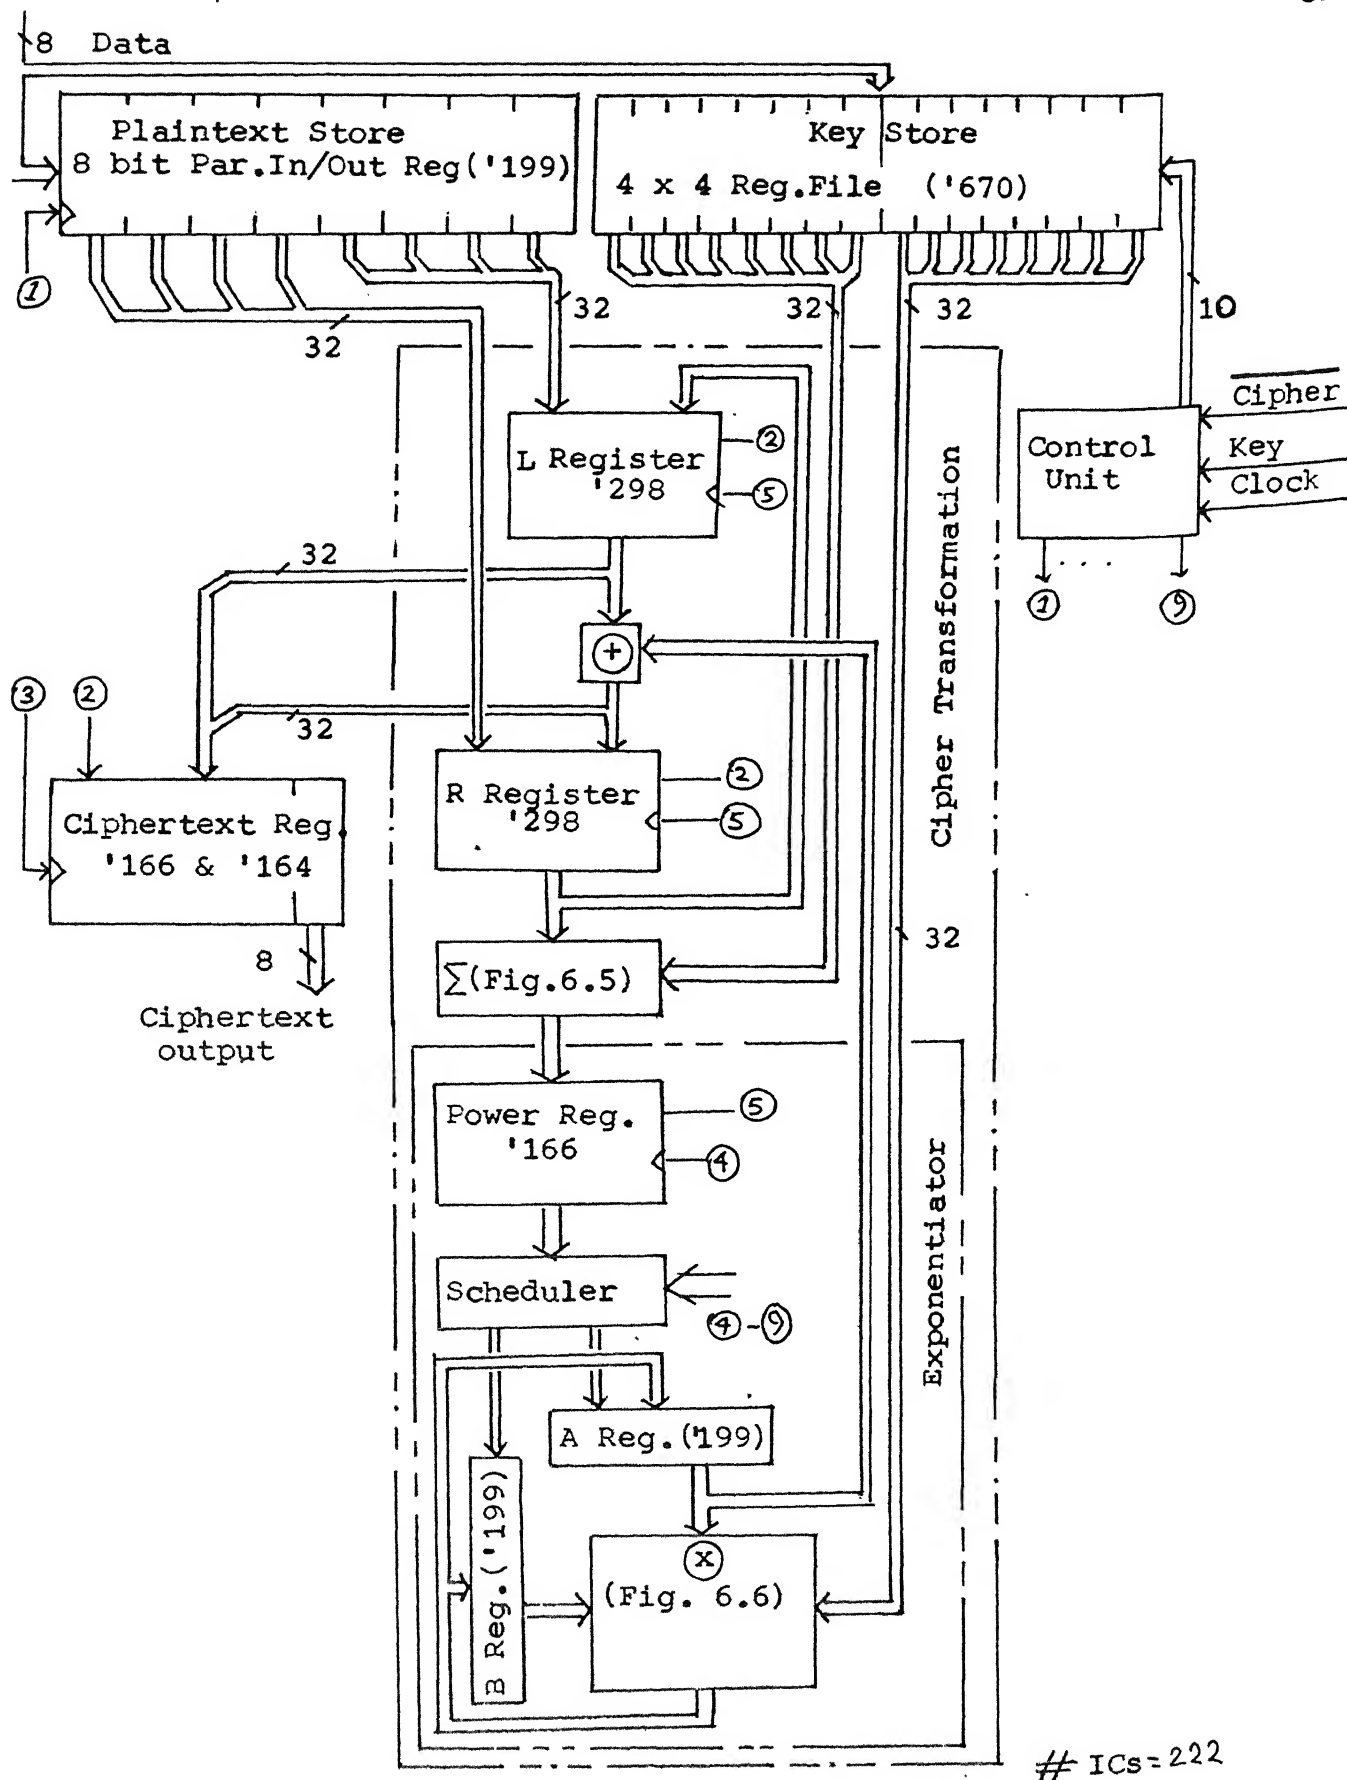 8 Data
Plaintext Store
8 bit Par.In/Out Reg('199)
Key Store
4 x 4 Reg.File ('670)
①
32
32
32
32
10
Cipher
Key
Clock
Control
Unit
. . .
①
⑨
L Register
'298
②
⑤
32
+
32
③
②
Ciphertext Reg.
'166 & '164
8
Ciphertext
output
R Register
'298
②
⑤
Cipher Transformation
32
Σ(Fig.6.5)
Power Reg.
'166
⑤
④
Scheduler
④-⑨
Exponentiator
A Reg.('199)
B Reg.('199)
X
(Fig. 6.6)
# ICs=222